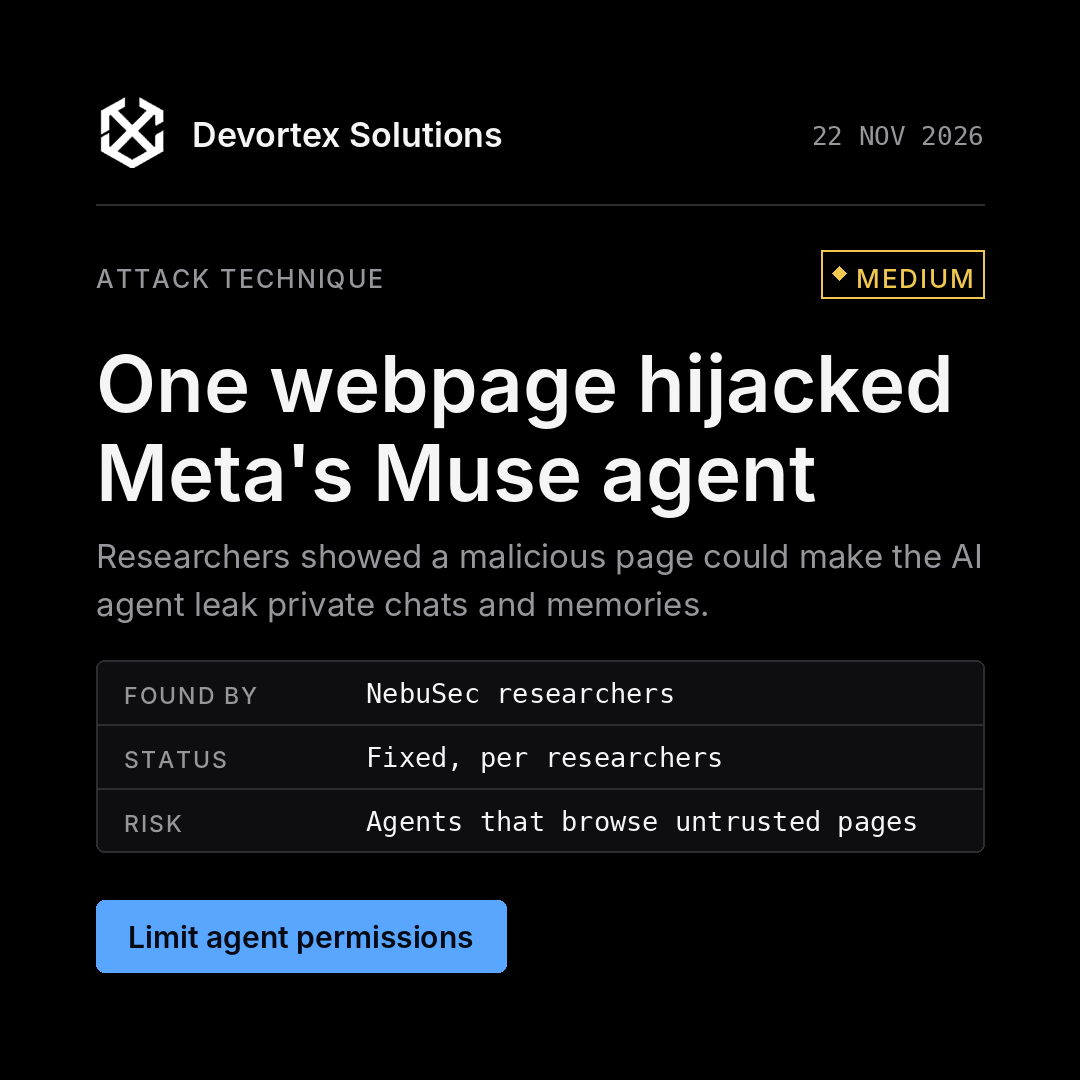 Devortex Solutions
22 NOV 2026
ATTACK TECHNIQUE
MEDIUM
One webpage hijacked
Meta's Muse agent
Researchers showed a malicious page could make the AI
agent leak private chats and memories.
FOUND BY NebuSec researchers
STATUS Fixed, per researchers
RISK Agents that browse untrusted pages
Limit agent permissions